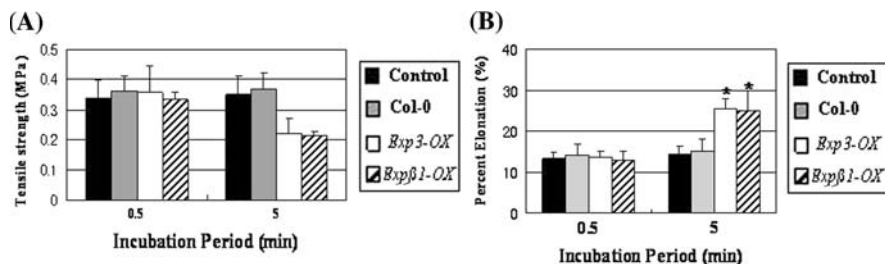 (A)
Tensile strength (MPa)
0.5
0.4
0.3
0.2
0.1
0
0.5
5
Incubation Period (min)
Control
Col-0
Exp3-OX
Expβ1-OX
(B)
Percent Elonation (%)
40
30
20
10
0
* *
0.5
5
Incubation Period (min)
Control
Col-0
Exp3-OX
Expβ1-OX